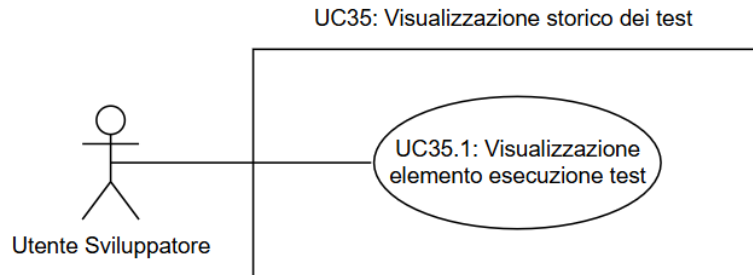 UC35: Visualizzazione storico dei test
UC35.1: Visualizzazione
elemento esecuzione test
Utente Sviluppatore